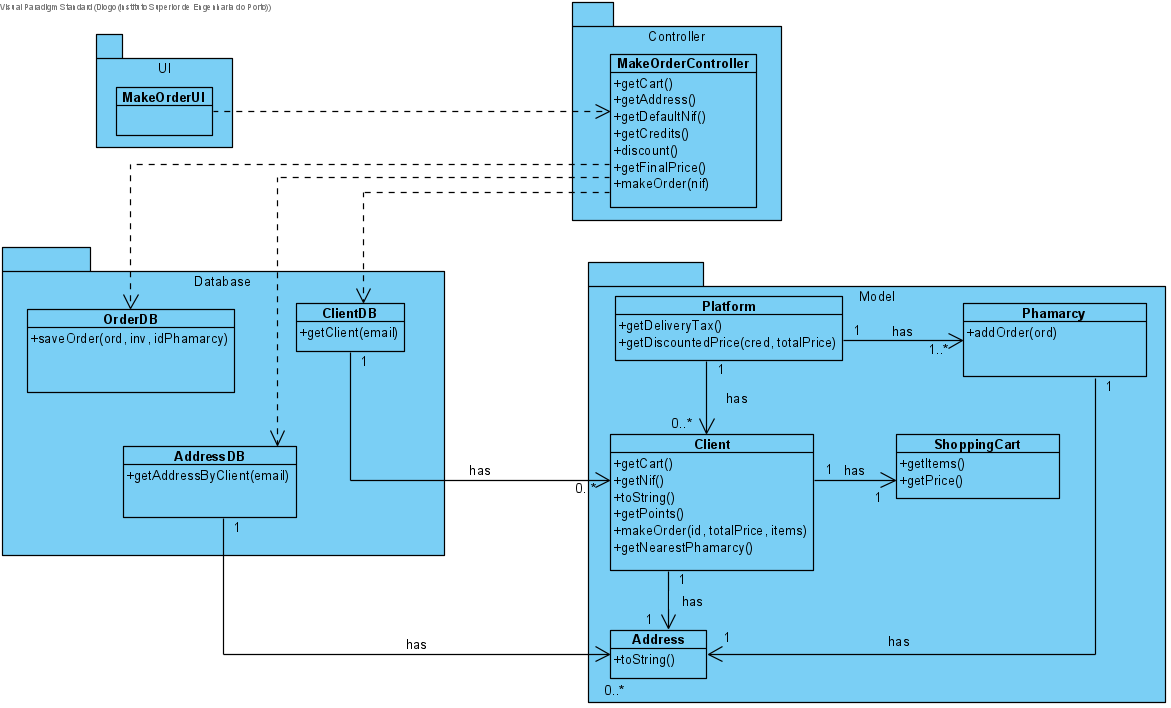 Visual Paradigm Standard (Diogo (Instituto Superior de Engenharia do Porto))
Controller
MakeOrderController
+getCart()
+getAddress()
+getDefaultNif()
+getCredits()
+discount()
+getFinalPrice()
+makeOrder(nif)
UI
MakeOrderUI
Database
OrderDB
+saveOrder(ord, inv, idPhamarcy)
ClientDB
+getClient(email)
1
AddressDB
+getAddressByClient(email)
1
has
0..*
has
Model
Platform
+getDeliveryTax()
+getDiscountedPrice(cred, totalPrice)
1
has
1..*
Phamarcy
+addOrder(ord)
1
1
has
0..*
Client
+getCart()
+getNif()
+toString()
+getPoints()
+makeOrder(id, totalPrice, items)
+getNearestPhamarcy()
1
has
1
ShoppingCart
+getItems()
+getPrice()
1
has
1
Address
+toString()
0..*
1
has